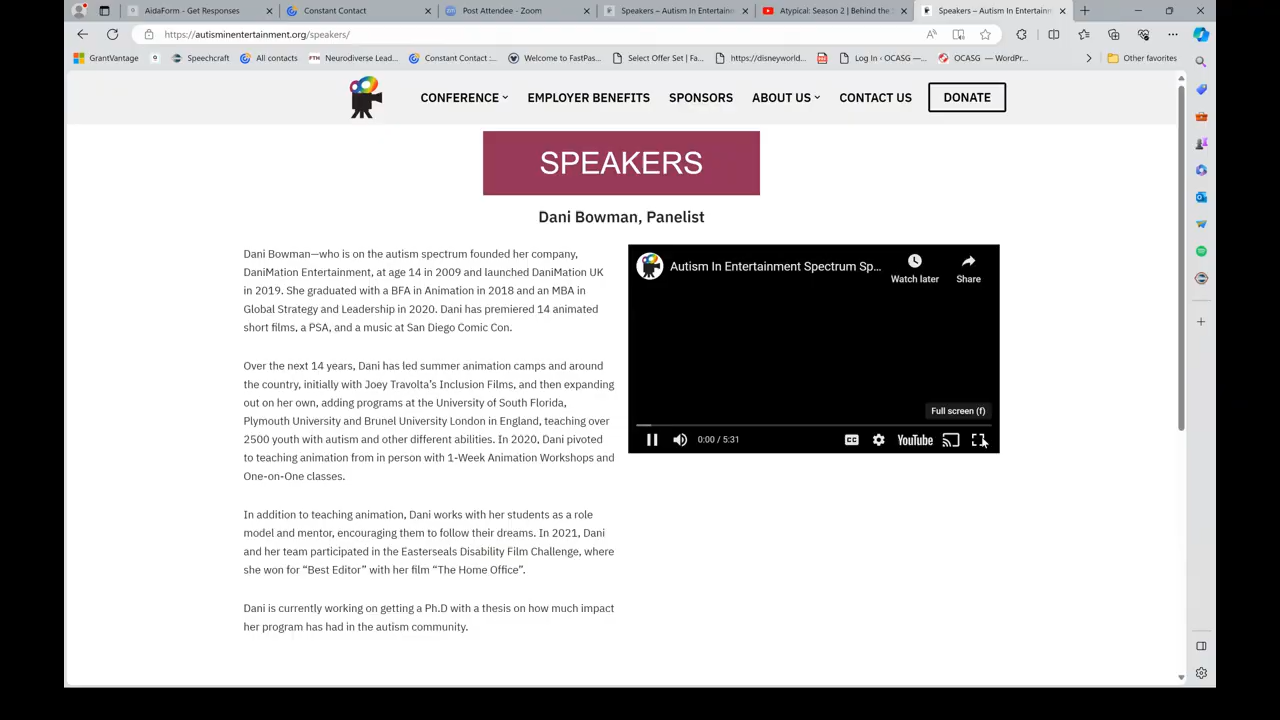 AidaForm - Get Responses
Constant Contact
Post Attendee - Zoom
Speakers – Autism In Entertainme
Atypical: Season 2 | Behind the
Speakers – Autism In Entertainm
https://autisminentertainment.org/speakers/
GrantVantage
Speechcraft
All contacts
Neurodiverse Lead...
Constant Contact :...
Welcome to FastPas...
Select Offer Set | Fa...
https://disneyworld...
Log In ‹ OCASG —...
OCASG — WordPr...
Other favorites
CONFERENCE
EMPLOYER BENEFITS
SPONSORS
ABOUT US
CONTACT US
DONATE
SPEAKERS
Dani Bowman, Panelist
Dani Bowman—who is on the autism spectrum founded her company,
DaniMation Entertainment, at age 14 in 2009 and launched DaniMation UK
in 2019. She graduated with a BFA in Animation in 2018 and an MBA in
Global Strategy and Leadership in 2020. Dani has premiered 14 animated
short films, a PSA, and a music at San Diego Comic Con.
Over the next 14 years, Dani has led summer animation camps and around
the country, initially with Joey Travolta's Inclusion Films, and then expanding
out on her own, adding programs at the University of South Florida,
Plymouth University and Brunel University London in England, teaching over
2500 youth with autism and other different abilities. In 2020, Dani pivoted
to teaching animation from in person with 1-Week Animation Workshops and
One-on-One classes.
In addition to teaching animation, Dani works with her students as a role
model and mentor, encouraging them to follow their dreams. In 2021, Dani
and her team participated in the Easterseals Disability Film Challenge, where
she won for “Best Editor” with her film “The Home Office”.
Dani is currently working on getting a Ph.D with a thesis on how much impact
her program has had in the autism community.
Autism In Entertainment Spectrum Sp...
Watch later
Share
Full screen (f)
0:00 / 5:31
CC
YouTube